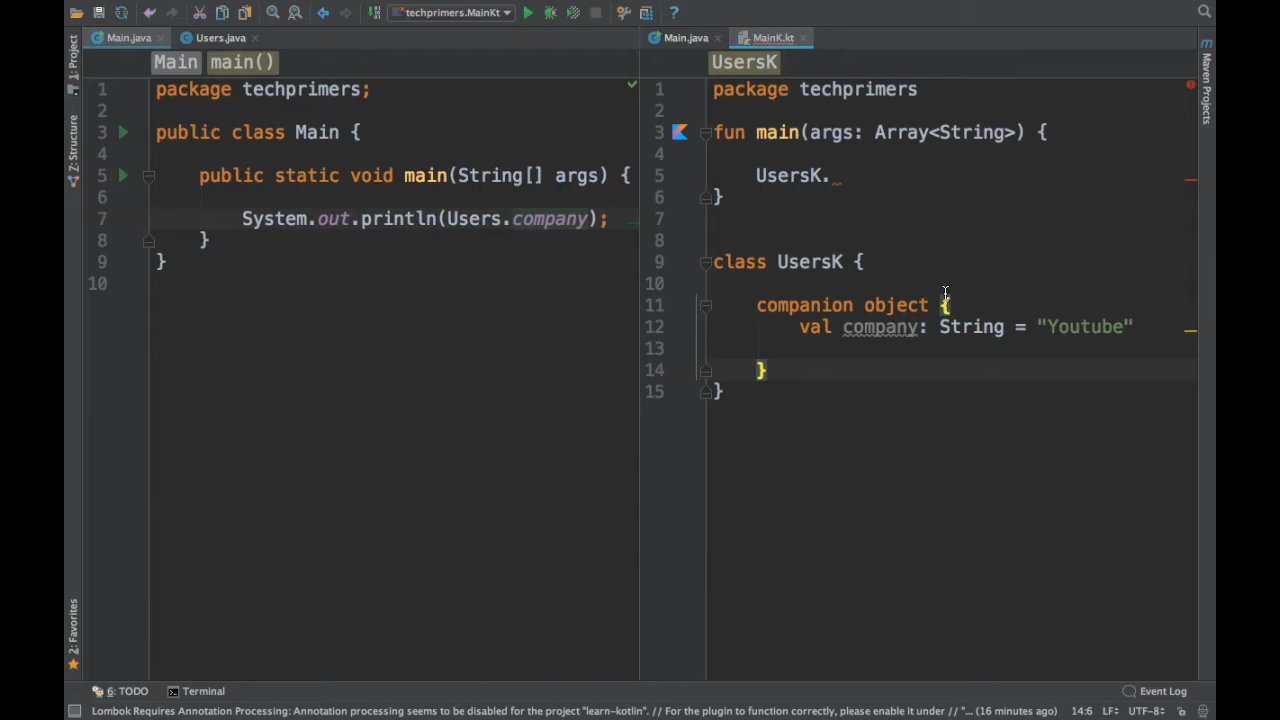 techprimers.MainKt
Main.java
Users.java
Main.java
MainK.kt
Main main()
UsersK
1: Project
Z: Structure
2: Favorites
Maven Projects
1 package techprimers;
2
3 public class Main {
4
5 public static void main(String[] args) {
6
7 System.out.println(Users.company);
8 }
9 }
10
1 package techprimers
2
3 fun main(args: Array<String>) {
4
5 UsersK.
6 }
7
8
9 class UsersK {
10
11 companion object {
12 val company: String = "Youtube"
13
14 }
15 }
6: TODO Terminal Event Log
Lombok Requires Annotation Processing: Annotation processing seems to be disabled for the project "learn-kotlin". // For the plugin to function correctly, please enable it under // "... (16 minutes ago) 14:6 LF÷ UTF-8÷